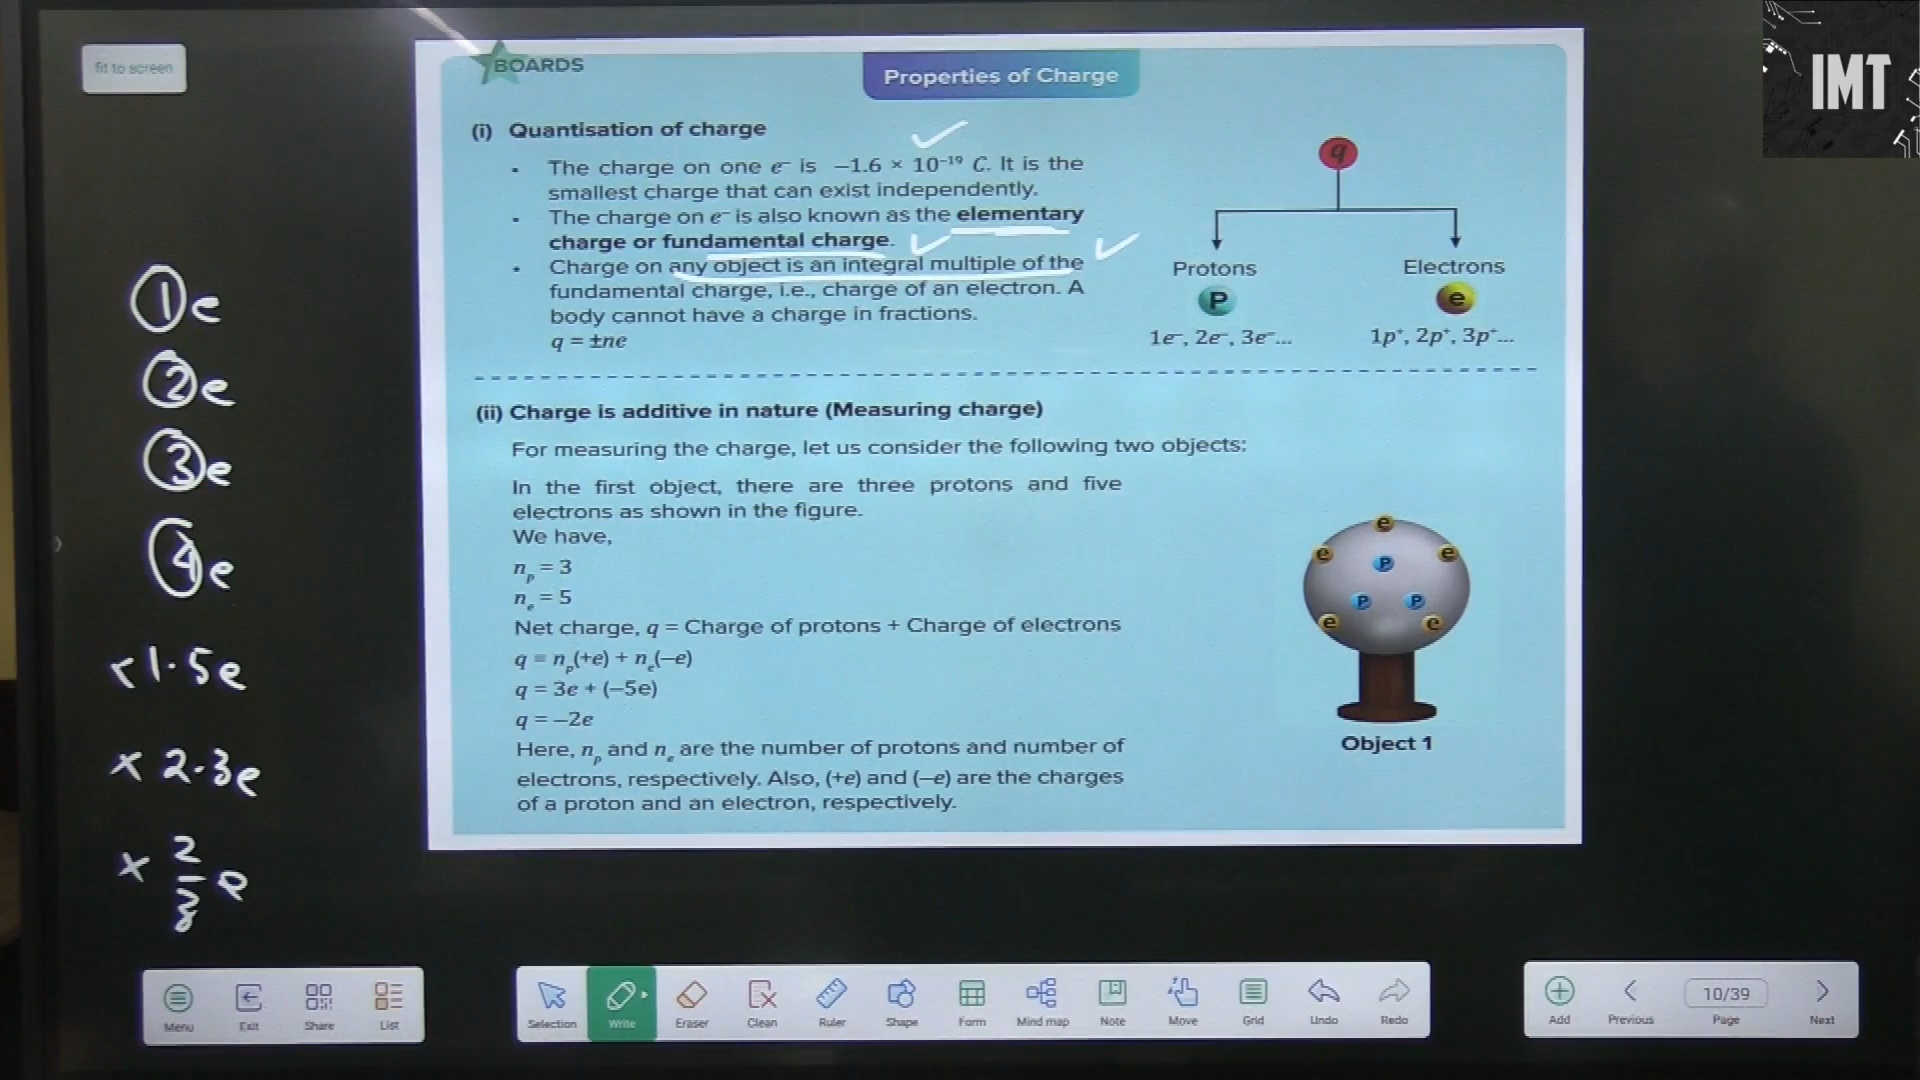 fit to screen
IMT
BOARDS
Properties of Charge
(i) Quantisation of charge
• The charge on one e⁻ is −1.6 × 10⁻¹⁹ C. It is the
smallest charge that can exist independently.
• The charge on e⁻ is also known as the elementary
charge or fundamental charge.
• Charge on any object is an integral multiple of the
fundamental charge, i.e., charge of an electron. A
body cannot have a charge in fractions.
q = ±ne
q
Protons
Electrons
P
e
1e⁻, 2e⁻, 3e⁻...
1p⁺, 2p⁺, 3p⁺...
(ii) Charge is additive in nature (Measuring charge)
For measuring the charge, let us consider the following two objects:
In the first object, there are three protons and five
electrons as shown in the figure.
We have,
nₚ = 3
nₑ = 5
Net charge, q = Charge of protons + Charge of electrons
q = nₚ(+e) + nₑ(−e)
q = 3e + (−5e)
q = −2e
Here, nₚ and nₑ are the number of protons and number of
electrons, respectively. Also, (+e) and (−e) are the charges
of a proton and an electron, respectively.
e
e e
P
P P
e e
Object 1
1e
2e
3e
4e
1.5e
× 2.3e
× 2/3 e
Menu Exit Share List
Selection Write Eraser Clean Ruler Shape Form Mind map Note Move Grid Undo Redo
10/39
Add Previous Page Next